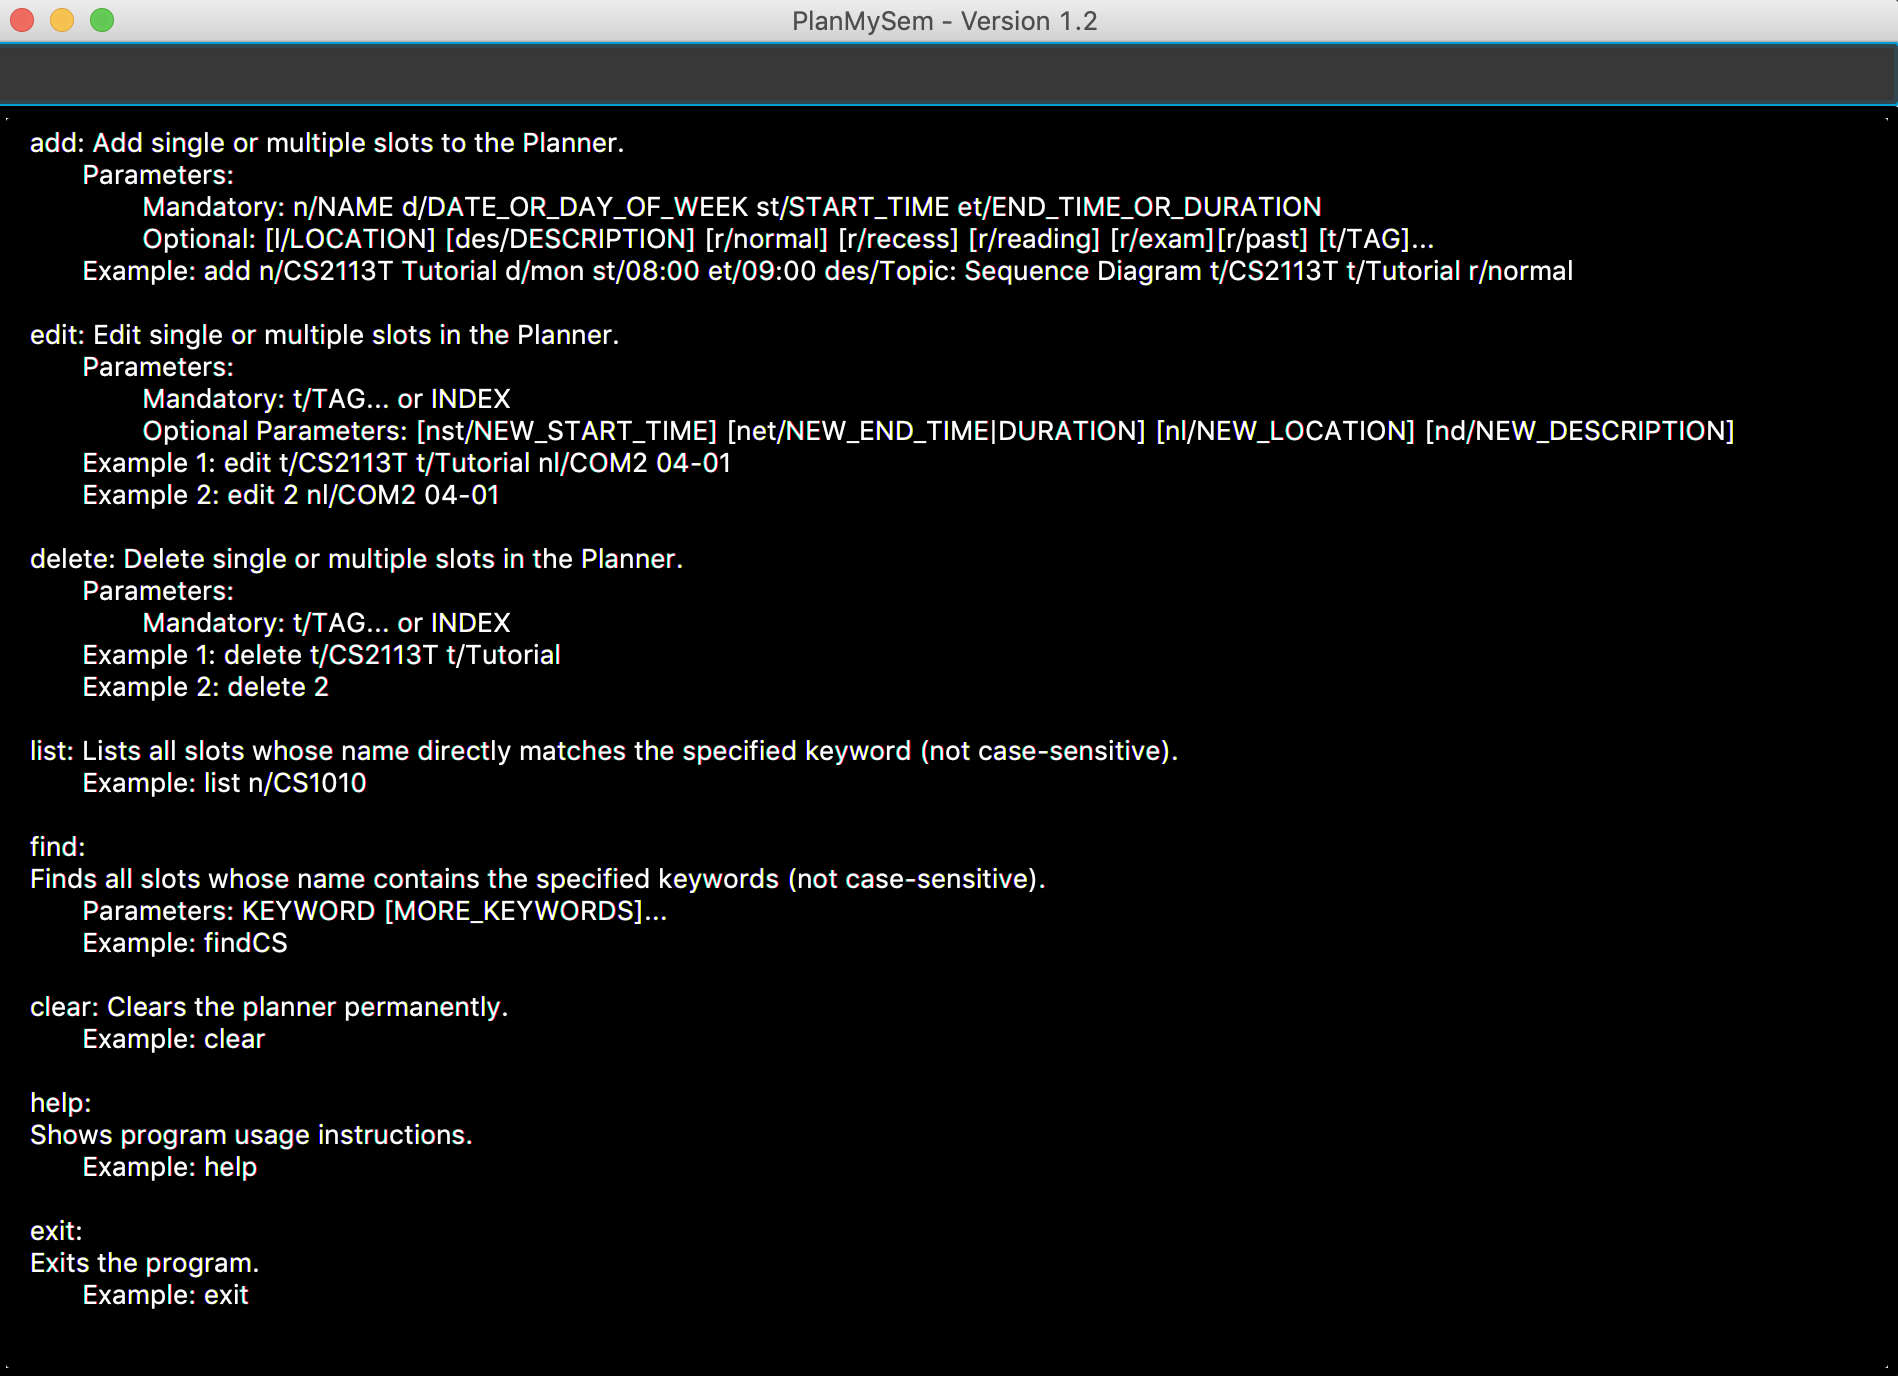 PlanMySem - Version 1.2
add: Add single or multiple slots to the Planner.
Parameters:
Mandatory: n/NAME d/DATE_OR_DAY_OF_WEEK st/START_TIME et/END_TIME_OR_DURATION
Optional: [l/LOCATION] [des/DESCRIPTION] [r/normal] [r/recess] [r/reading] [r/exam][r/past] [t/TAG]...
Example: add n/CS2113T Tutorial d/mon st/08:00 et/09:00 des/Topic: Sequence Diagram t/CS2113T t/Tutorial r/normal
edit: Edit single or multiple slots in the Planner.
Parameters:
Mandatory: t/TAG... or INDEX
Optional Parameters: [nst/NEW_START_TIME] [net/NEW_END_TIME|DURATION] [nl/NEW_LOCATION] [nd/NEW_DESCRIPTION]
Example 1: edit t/CS2113T t/Tutorial nl/COM2 04-01
Example 2: edit 2 nl/COM2 04-01
delete: Delete single or multiple slots in the Planner.
Parameters:
Mandatory: t/TAG... or INDEX
Example 1: delete t/CS2113T t/Tutorial
Example 2: delete 2
list: Lists all slots whose name directly matches the specified keyword (not case-sensitive).
Example: list n/CS1010
find:
Finds all slots whose name contains the specified keywords (not case-sensitive).
Parameters: KEYWORD [MORE_KEYWORDS]...
Example: findCS
clear: Clears the planner permanently.
Example: clear
help:
Shows program usage instructions.
Example: help
exit:
Exits the program.
Example: exit